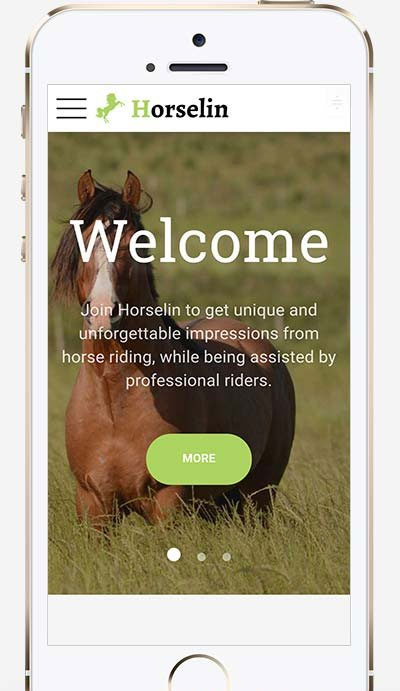 Horselin
Welcome
Join Horselin to get unique and
unforgettable impressions from
horse riding, while being assisted by
professional riders.
MORE